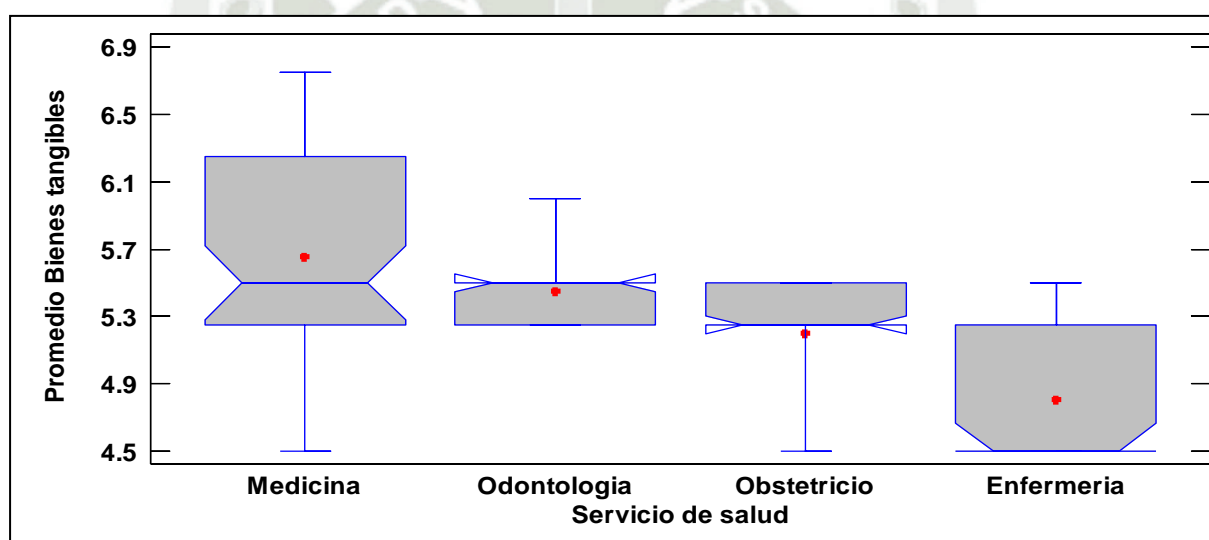 Promedio Bienes tangibles
6.9
6.5
6.1
5.7
5.3
4.9
4.5
Medicina Odontologia Obstetricio Enfermeria
Servicio de salud